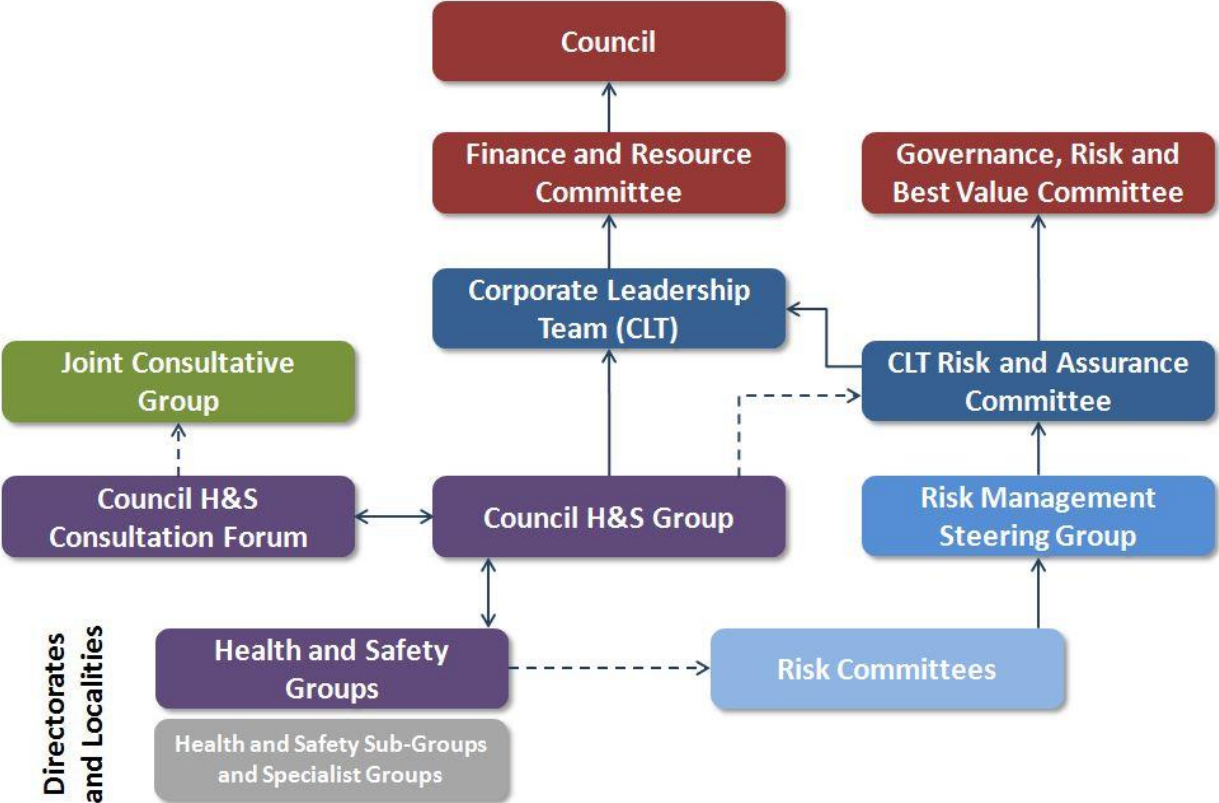 Council
Finance and Resource
Committee
Governance, Risk and
Best Value Committee
Corporate Leadership
Team (CLT)
Joint Consultative
Group
CLT Risk and Assurance
Committee
Council H&S
Consultation Forum
Council H&S Group
Risk Management
Steering Group
Directorates
and Localities
Health and Safety
Groups
Risk Committees
Health and Safety Sub-Groups
and Specialist Groups